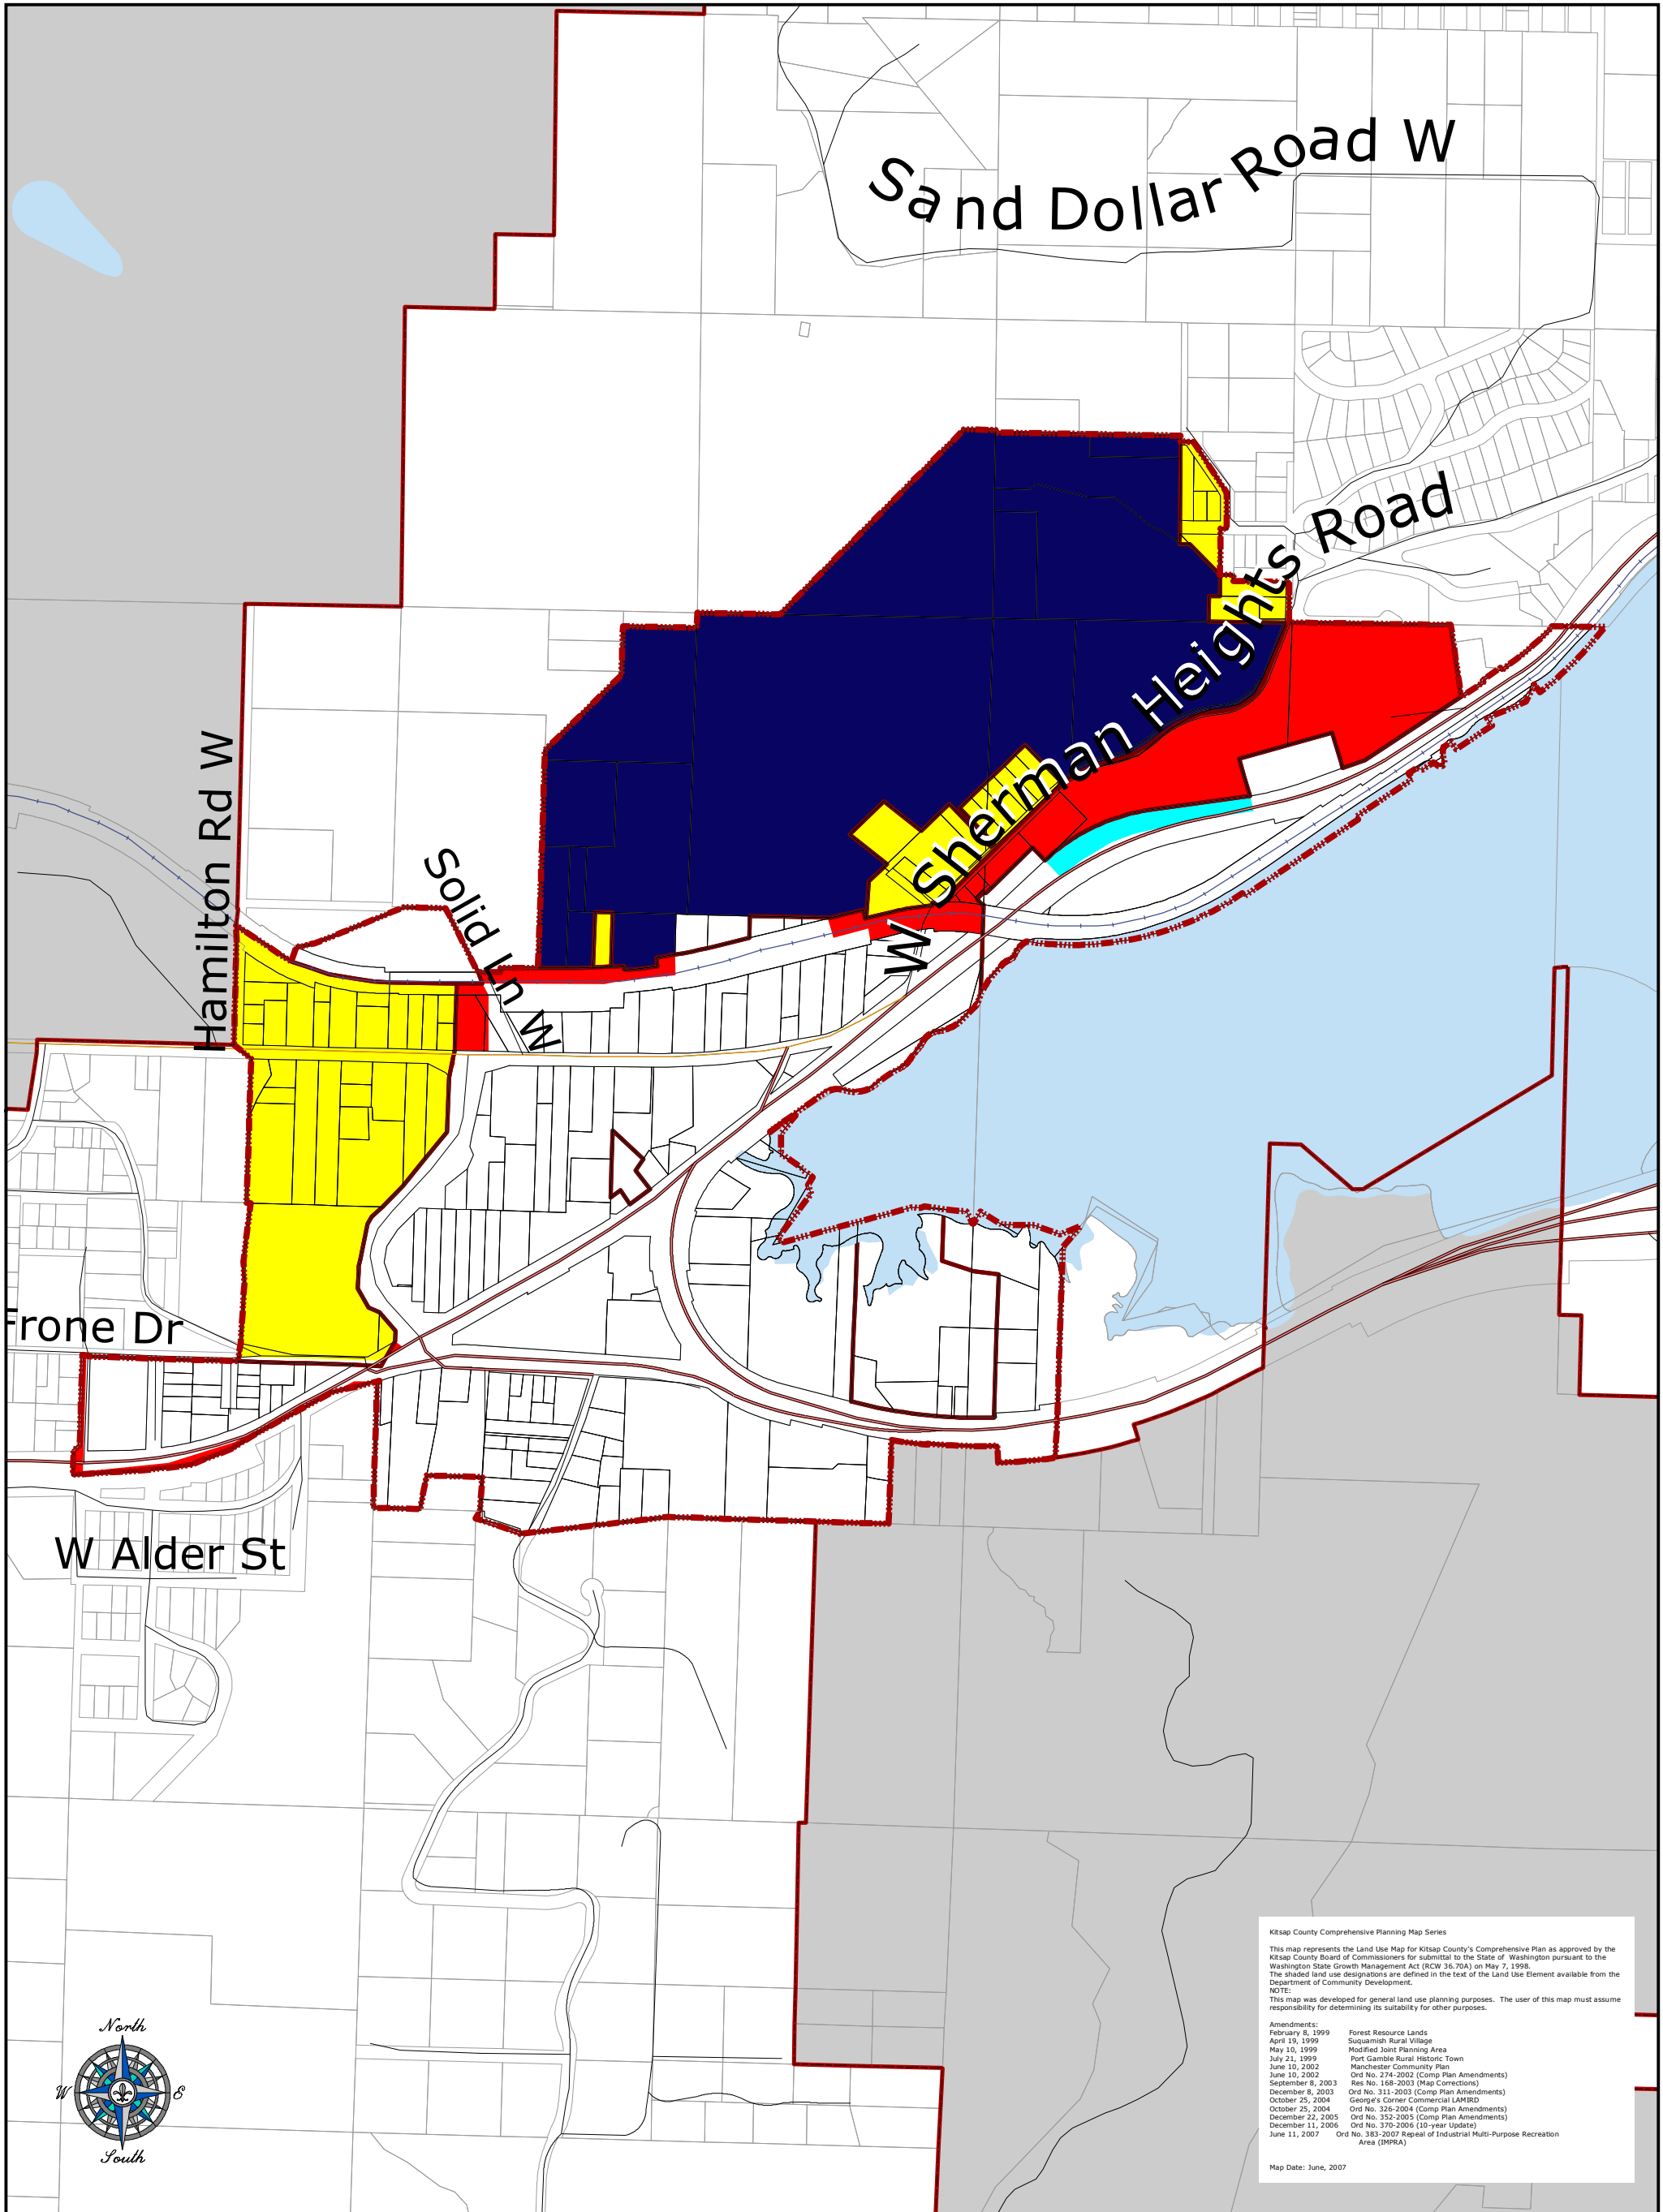 Sand Dollar Road W
W Sherman Heights Road
Hamilton Rd W
Solid Ln W
Frone Dr
W Alder St
North
W
E
South
Kitsap County Comprehensive Planning Map Series
This map represents the Land Use Map for Kitsap County's Comprehensive Plan as approved by the
Kitsap County Board of Commissioners for submittal to the State of Washington pursuant to the
Washington State Growth Management Act (RCW 36.70A) on May 7, 1998.
The shaded land use designations are defined in the text of the Land Use Element available from the
Department of Community Development.
NOTE:
This map was developed for general land use planning purposes. The user of this map must assume
responsibility for determining its suitability for other purposes.
Amendments:
February 8, 1999 Forest Resource Lands
April 19, 1999 Suquamish Rural Village
May 10, 1999 Modified Joint Planning Area
July 21, 1999 Port Gamble Rural Historic Town
June 10, 2002 Manchester Community Plan
June 10, 2002 Ord No. 274-2002 (Comp Plan Amendments)
September 8, 2003 Res No. 168-2003 (Map Corrections)
December 8, 2003 Ord No. 311-2003 (Comp Plan Amendments)
October 25, 2004 George's Corner Commercial LAMIRD
October 25, 2004 Ord No. 326-2004 (Comp Plan Amendments)
December 22, 2005 Ord No. 352-2005 (Comp Plan Amendments)
December 11, 2006 Ord No. 370-2006 (10-year Update)
June 11, 2007 Ord No. 383-2007 Repeal of Industrial Multi-Purpose Recreation
Area (IMPRA)
Map Date: June, 2007